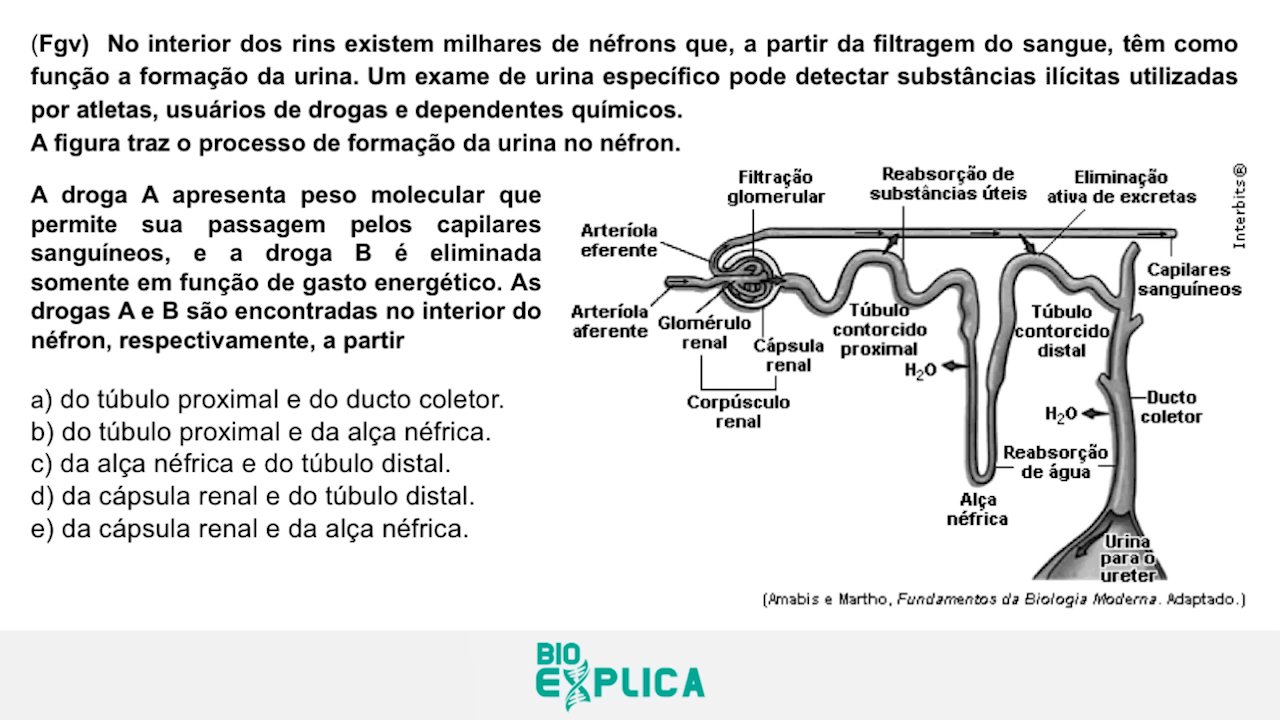 (Fgv) No interior dos rins existem milhares de néfrons que, a partir da filtragem do sangue, têm como
função a formação da urina. Um exame de urina específico pode detectar substâncias ilícitas utilizadas
por atletas, usuários de drogas e dependentes químicos.
A figura traz o processo de formação da urina no néfron.
A droga A apresenta peso molecular que
permite sua passagem pelos capilares
sanguíneos, e a droga B é eliminada
somente em função de gasto energético. As
drogas A e B são encontradas no interior do
néfron, respectivamente, a partir
a) do túbulo proximal e do ducto coletor.
b) do túbulo proximal e da alça néfrica.
c) da alça néfrica e do túbulo distal.
d) da cápsula renal e do túbulo distal.
e) da cápsula renal e da alça néfrica.
Filtração
glomerular
Reabsorção de
substâncias úteis
Eliminação
ativa de excretas
Interbits®
Arteríola
eferente
Capilares
sanguíneos
Arteríola
aferente
Glomérulo
renal
Cápsula
renal
Túbulo
contorcido
proximal
Túbulo
contorcido
distal
H2O
Corpúsculo
renal
H2O
Ducto
coletor
Reabsorção
de água
Alça
néfrica
Urina
para o
ureter
(Amabis e Martho, Fundamentos da Biologia Moderna. Adaptado.)
BIO
EXPLICA